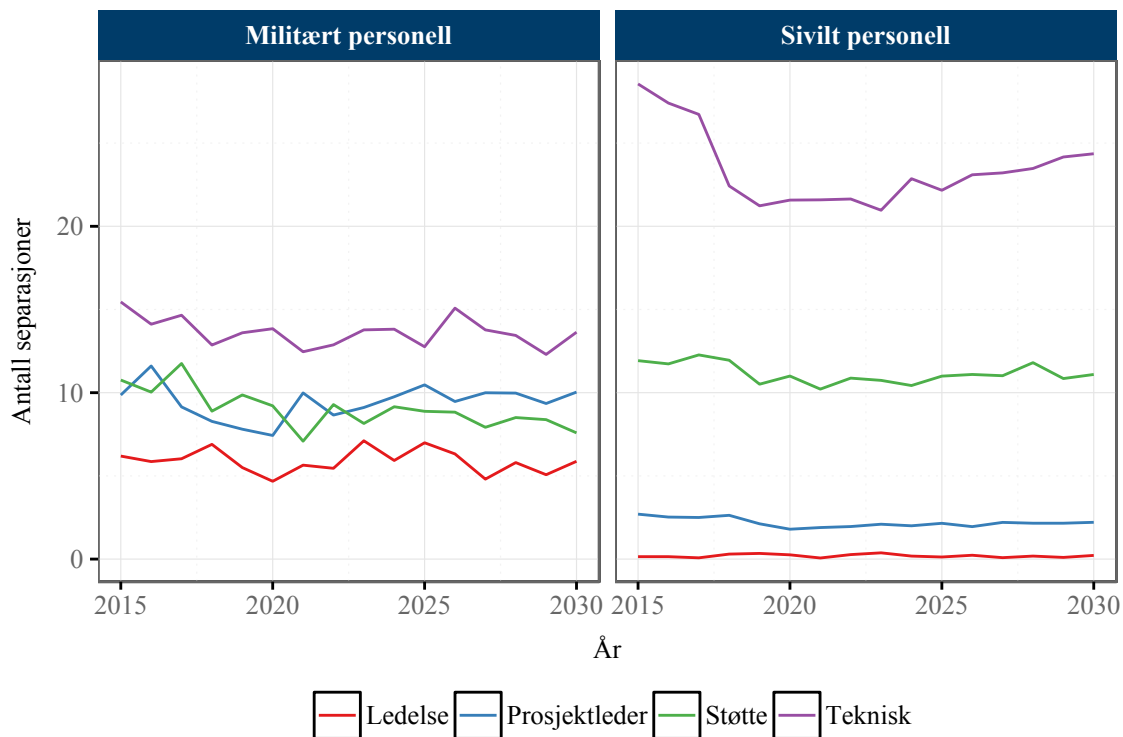 Militært personell
Sivilt personell
Antall separasjoner
20
10
0
2015 2020 2025 2030
2015 2020 2025 2030
År
Ledelse Prosjektleder Støtte Teknisk